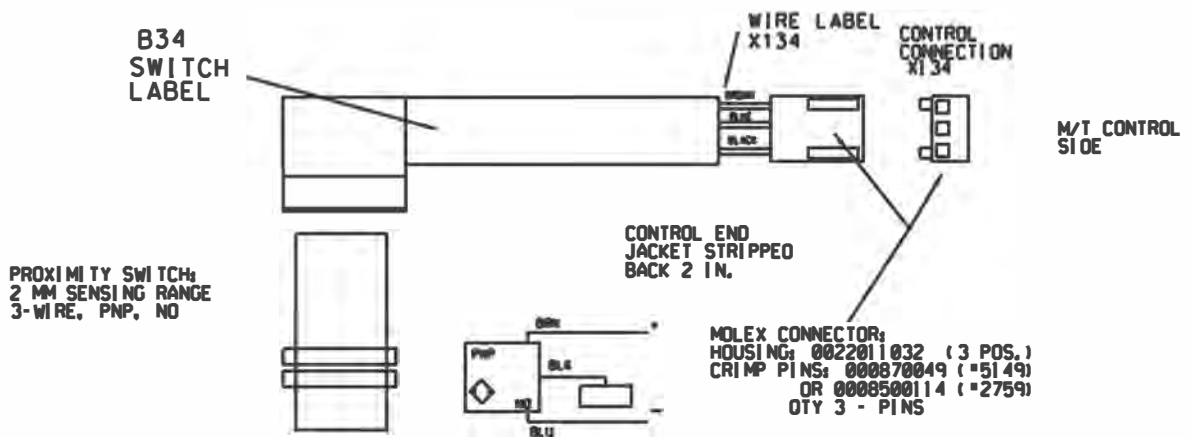 B34
SWITCH
LABEL
WIRE LABEL
X134
CONTROL
CONNECTION
X134
BROWN
BLUE
BLACK
M/T CONTROL
SIDE
CONTROL END
JACKET STRIPPED
BACK 2 IN.
PROXIMITY SWITCH:
2 MM SENSING RANGE
3-WIRE, PNP, NO
PNP
NO
BRN
BLK
BLU
MOLEX CONNECTOR:
HOUSING: 0022011032 (3 POS.)
CRIMP PINS: 000870049 (*5149)
OR 0008500114 (*2759)
QTY 3 - PINS